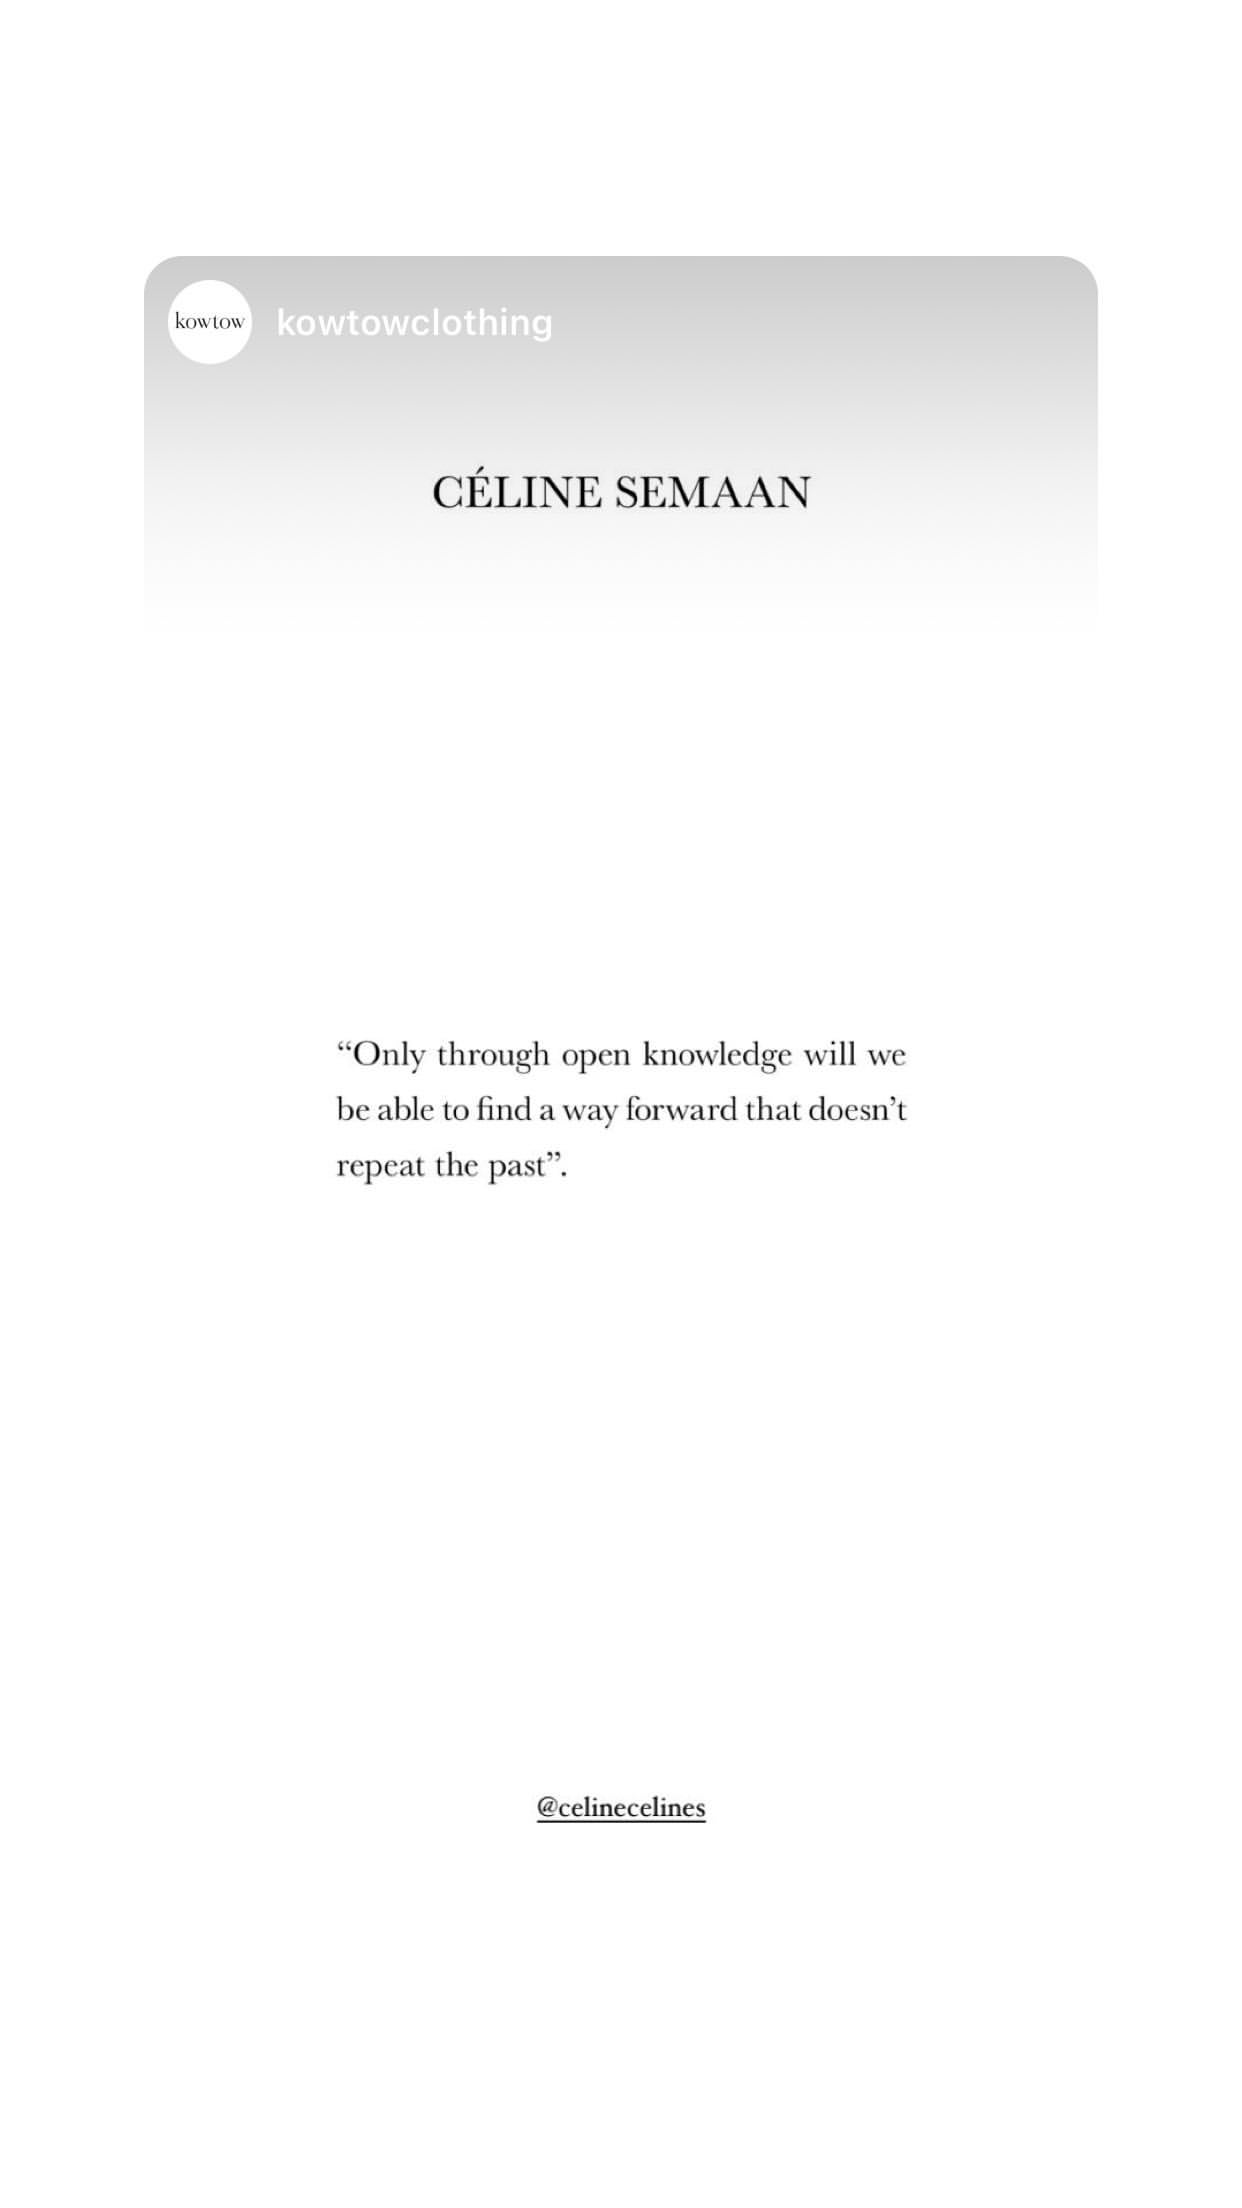 kowtow
kowtowclothing
CÉLINE SEMAAN
“Only through open knowledge will we
be able to find a way forward that doesn’t
repeat the past”.
@celinecelines